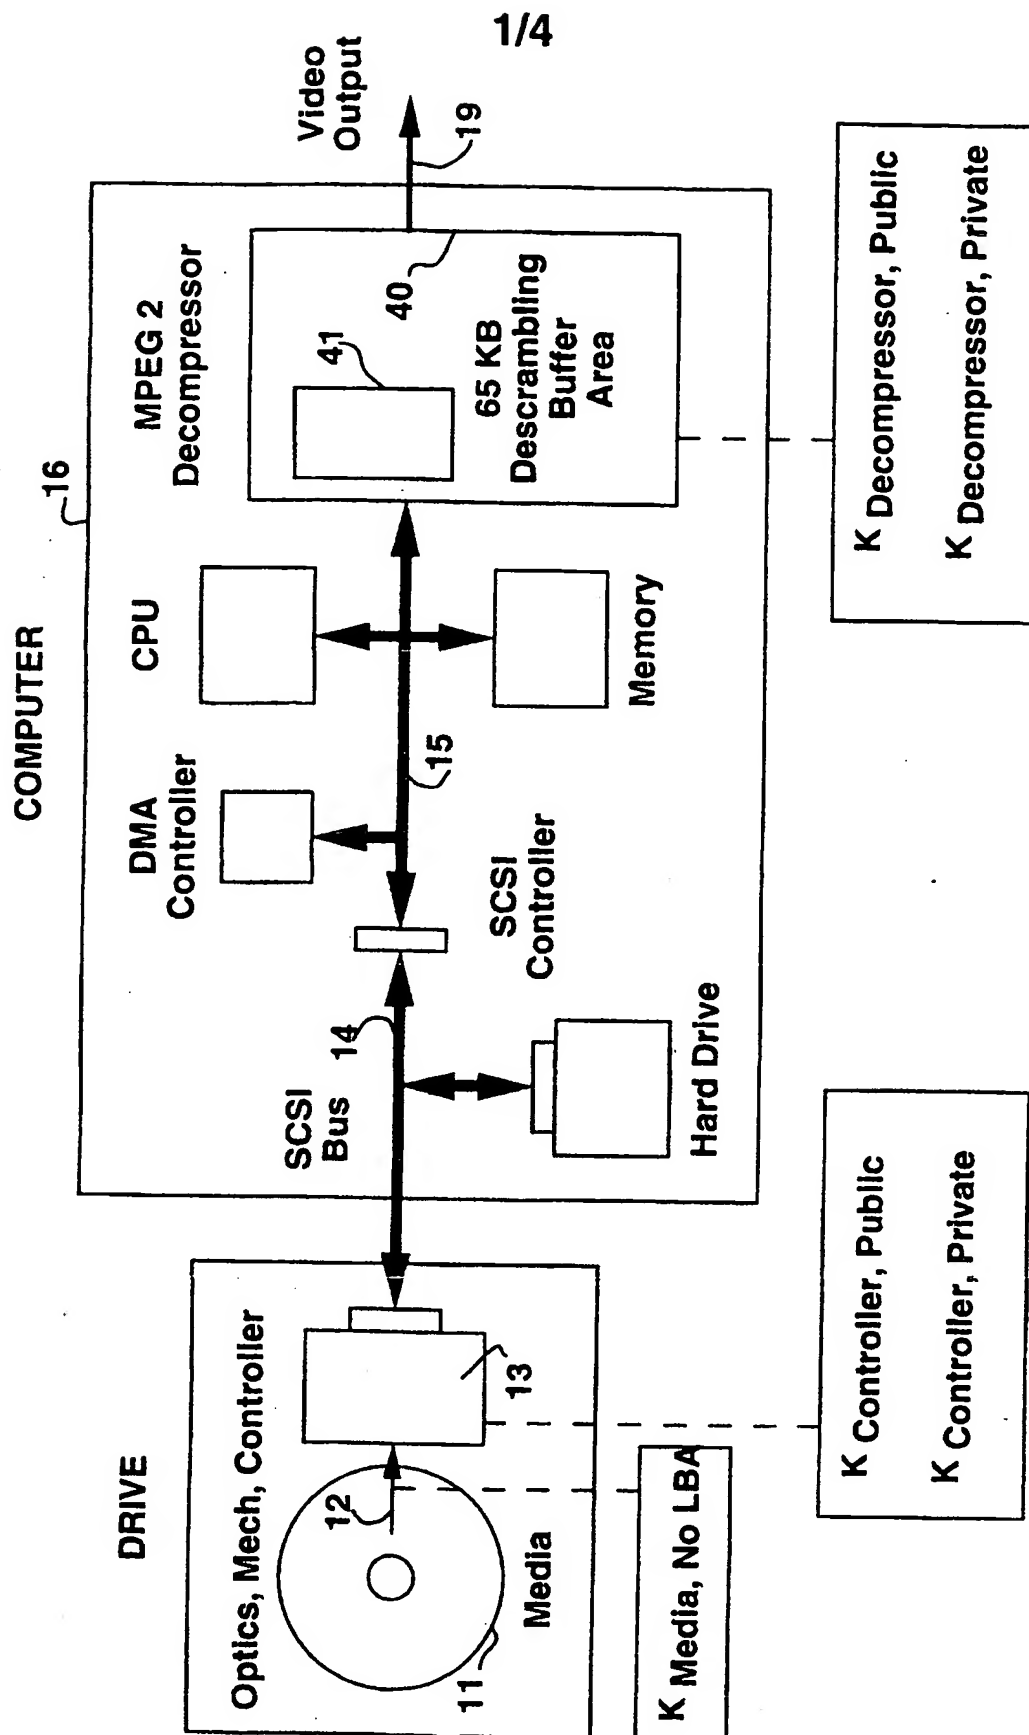 1/4
DRIVE
Optics, Mech, Controller
12
13
11
Media
K Media, No LBA
K Controller, Public
K Controller, Private
COMPUTER
16
SCSI
Bus
14
Hard Drive
SCSI
Controller
DMA
Controller
15
CPU
Memory
MPEG 2
Decompressor
41
40
65 KB
Descrambling
Buffer
Area
Video
Output
19
K Decompressor, Public
K Decompressor, Private